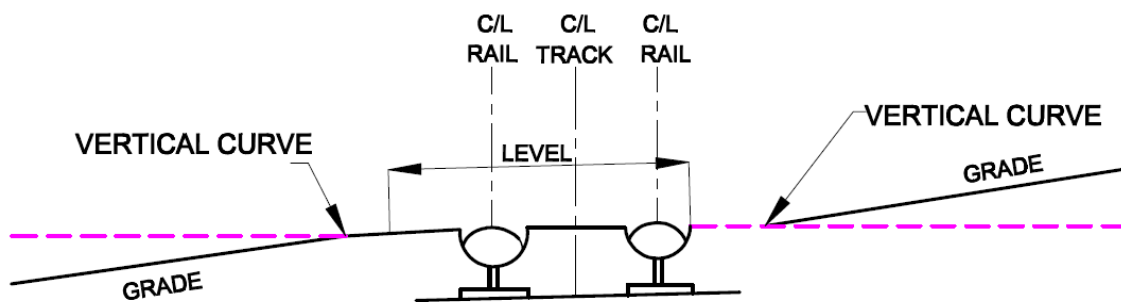 C/L
RAIL
C/L
TRACK
C/L
RAIL
VERTICAL CURVE
LEVEL
VERTICAL CURVE
GRADE
GRADE